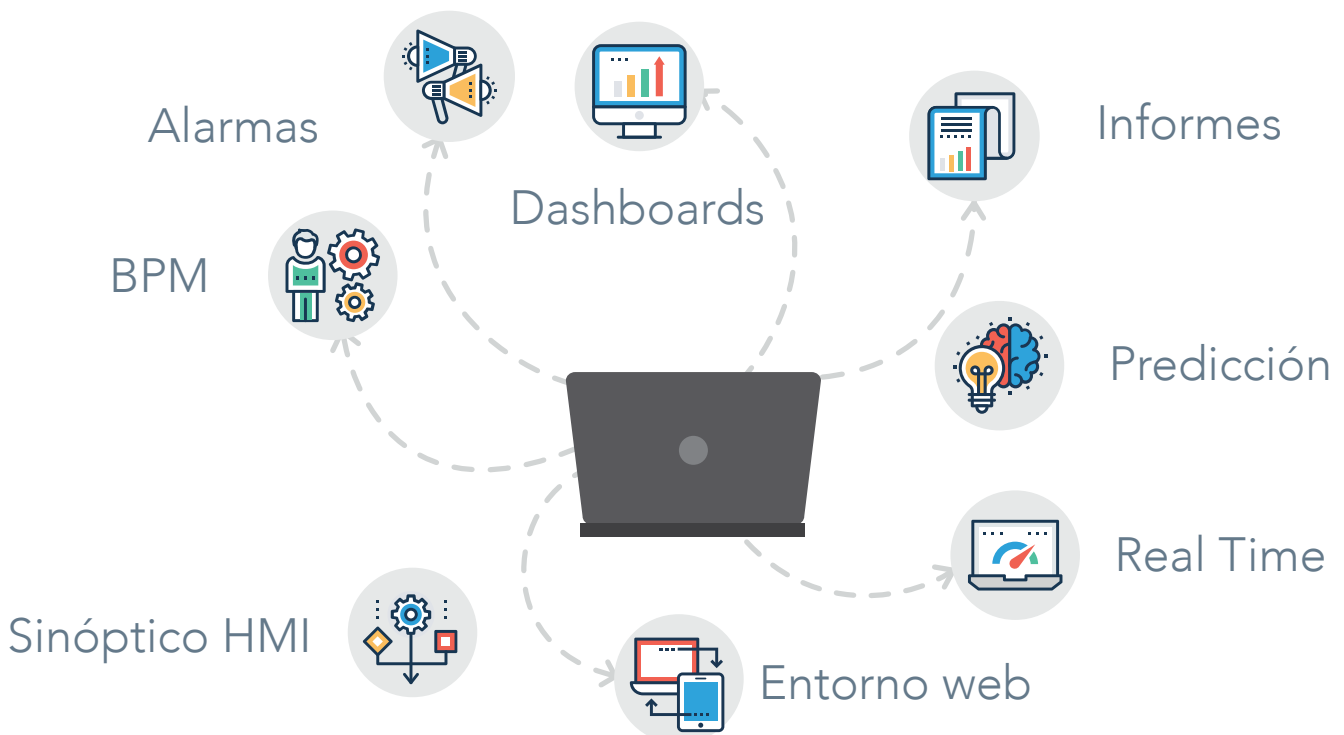 Alarmas
Dashboards
Informes
BPM
Predicción
Real Time
Sinóptico HMI
Entorno web